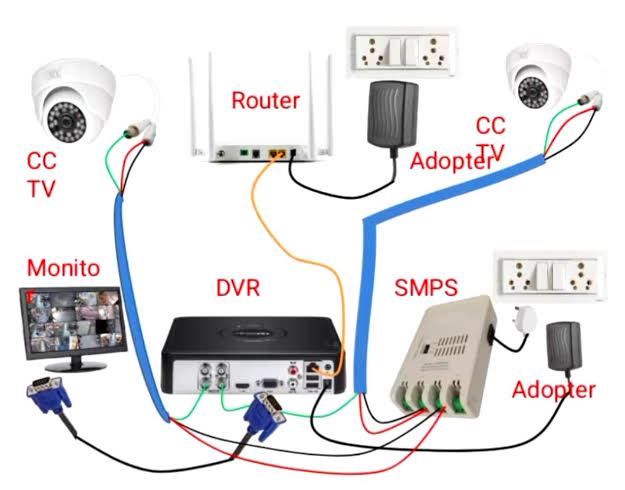 Router
CC
TV
CC
TV
Adopter
Monito
r
DVR
SMPS
Adopter